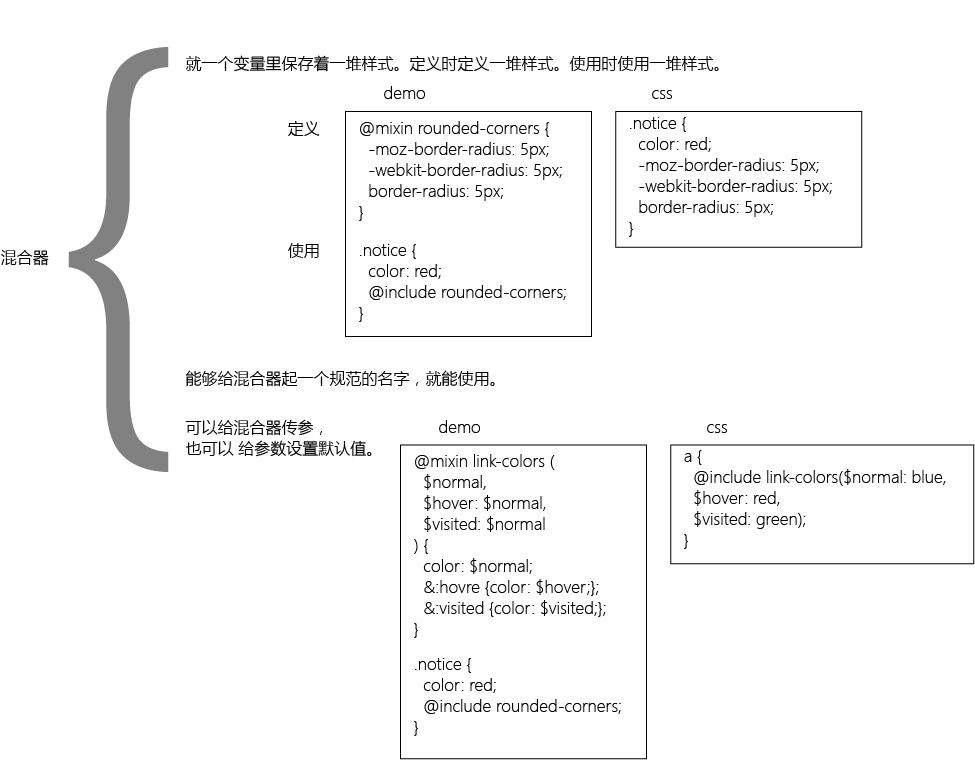 混合器
就一个变量里保存着一堆样式。定义时定义一堆样式。使用时使用一堆样式。
demo
css
定义
@mixin rounded-corners {
-moz-border-radius: 5px;
-webkit-border-radius: 5px;
border-radius: 5px;
}
使用
.notice {
color: red;
@include rounded-corners;
}
.notice {
color: red;
-moz-border-radius: 5px;
-webkit-border-radius: 5px;
border-radius: 5px;
}
能够给混合器起一个规范的名字，就能使用。
可以给混合器传参，
也可以 给参数设置默认值。
demo
css
@mixin link-colors (
$normal,
$hover: $normal,
$visited: $normal
) {
color: $normal;
&:hovre {color: $hover;};
&:visited {color: $visited;};
}
.notice {
color: red;
@include rounded-corners;
}
a {
@include link-colors($normal: blue,
$hover: red,
$visited: green);
}